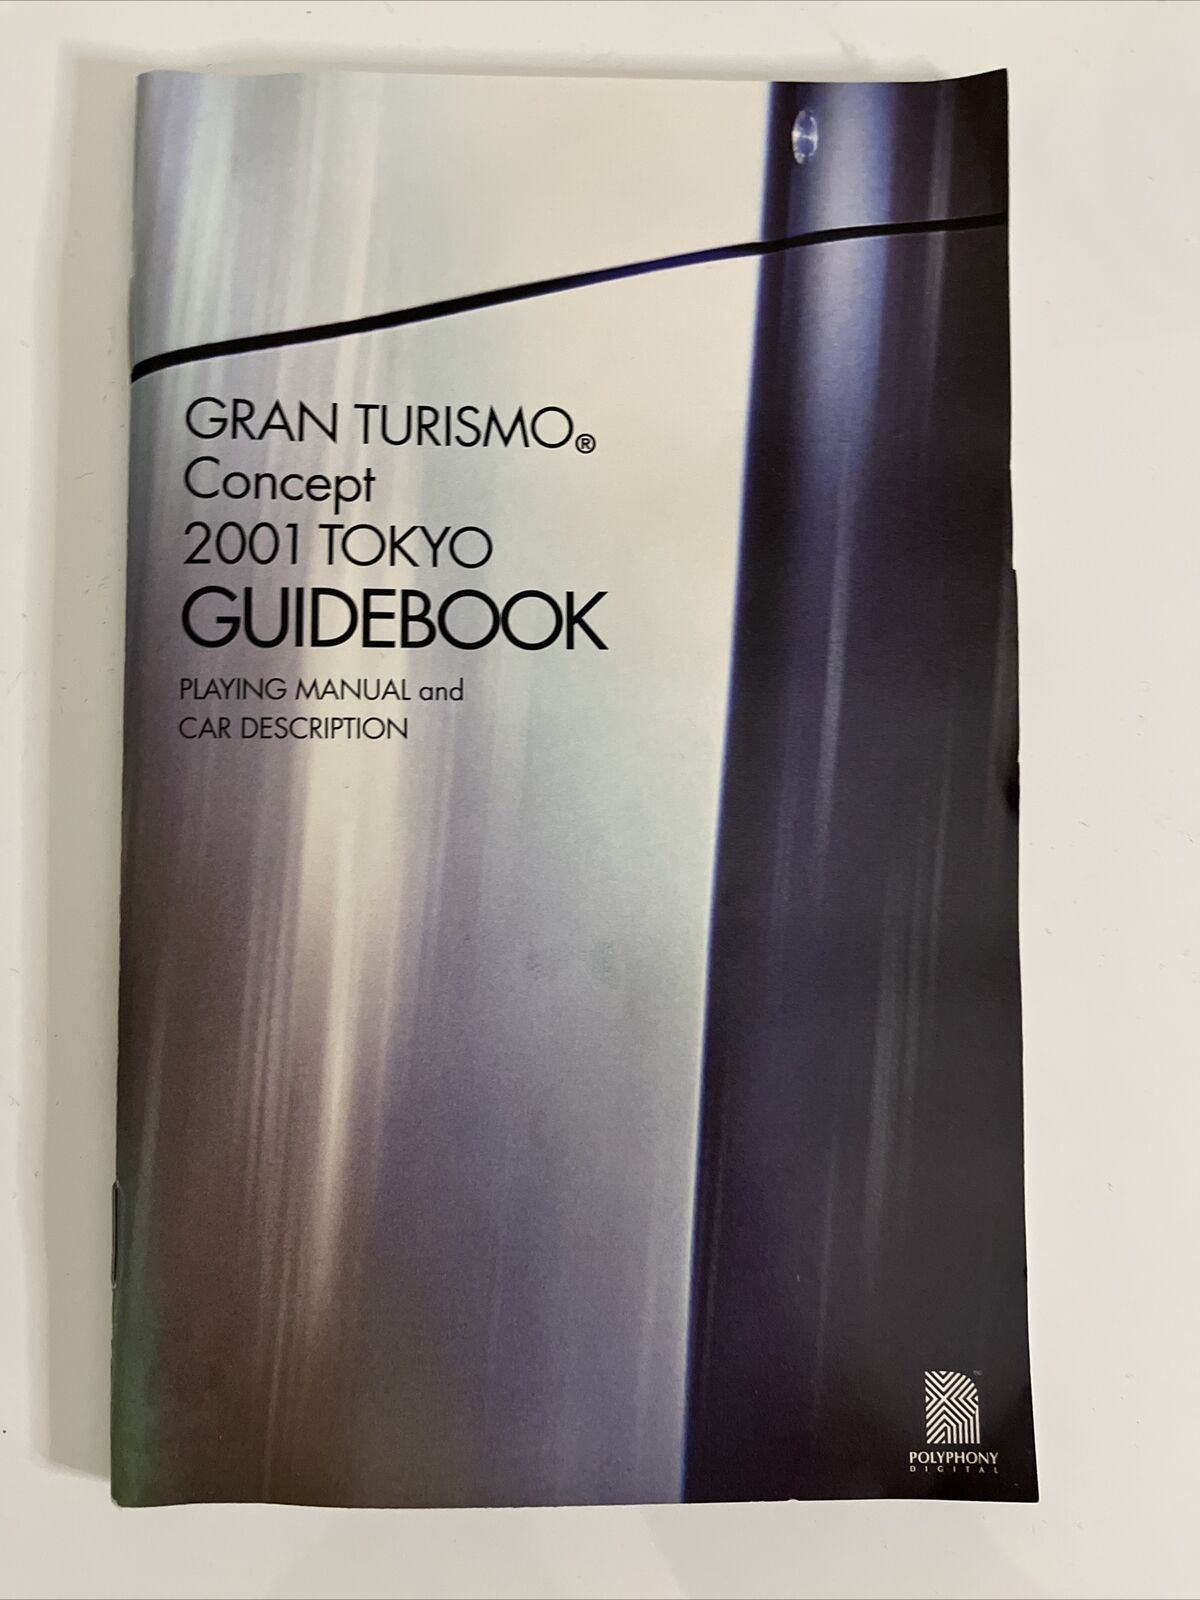 GRAN TURISMO®
Concept
2001 TOKYO
GUIDEBOOK
PLAYING MANUAL and
CAR DESCRIPTION
POLYPHONY
DIGITAL